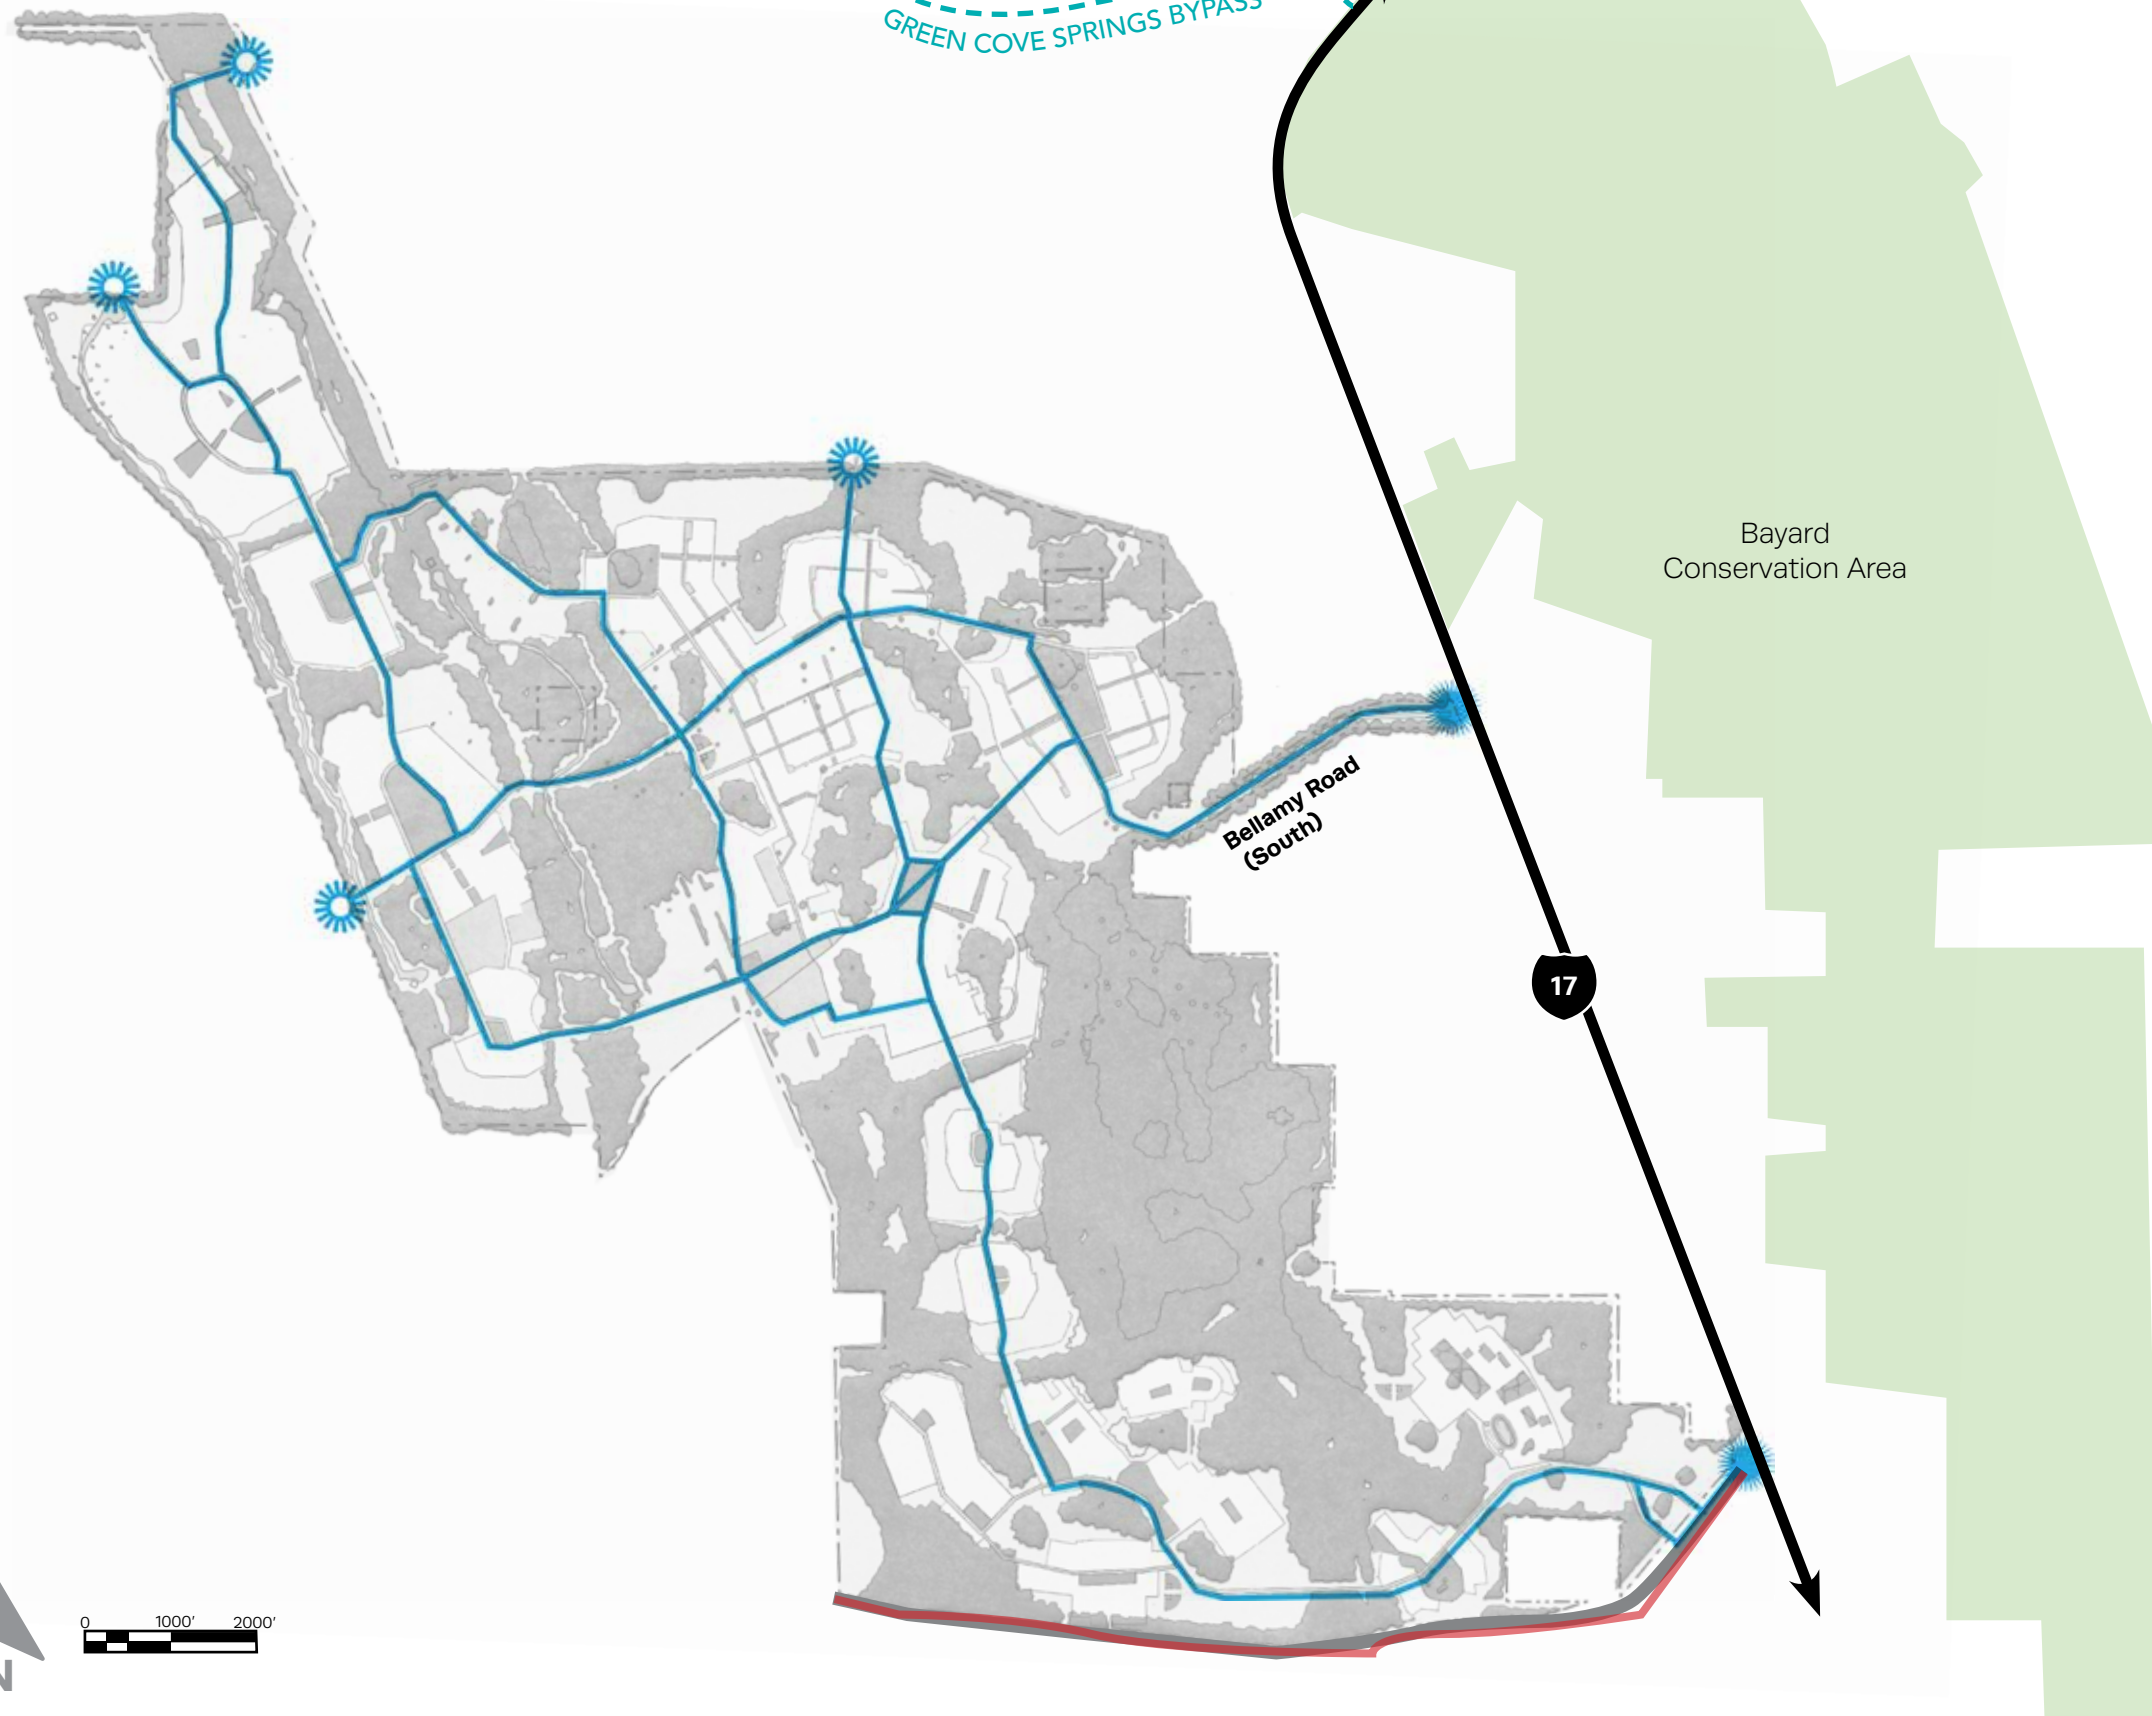 GREEN COVE SPRINGS BYPASS
Bayard
Conservation Area
Bellamy Road
(South)
17
0 1000' 2000'
N